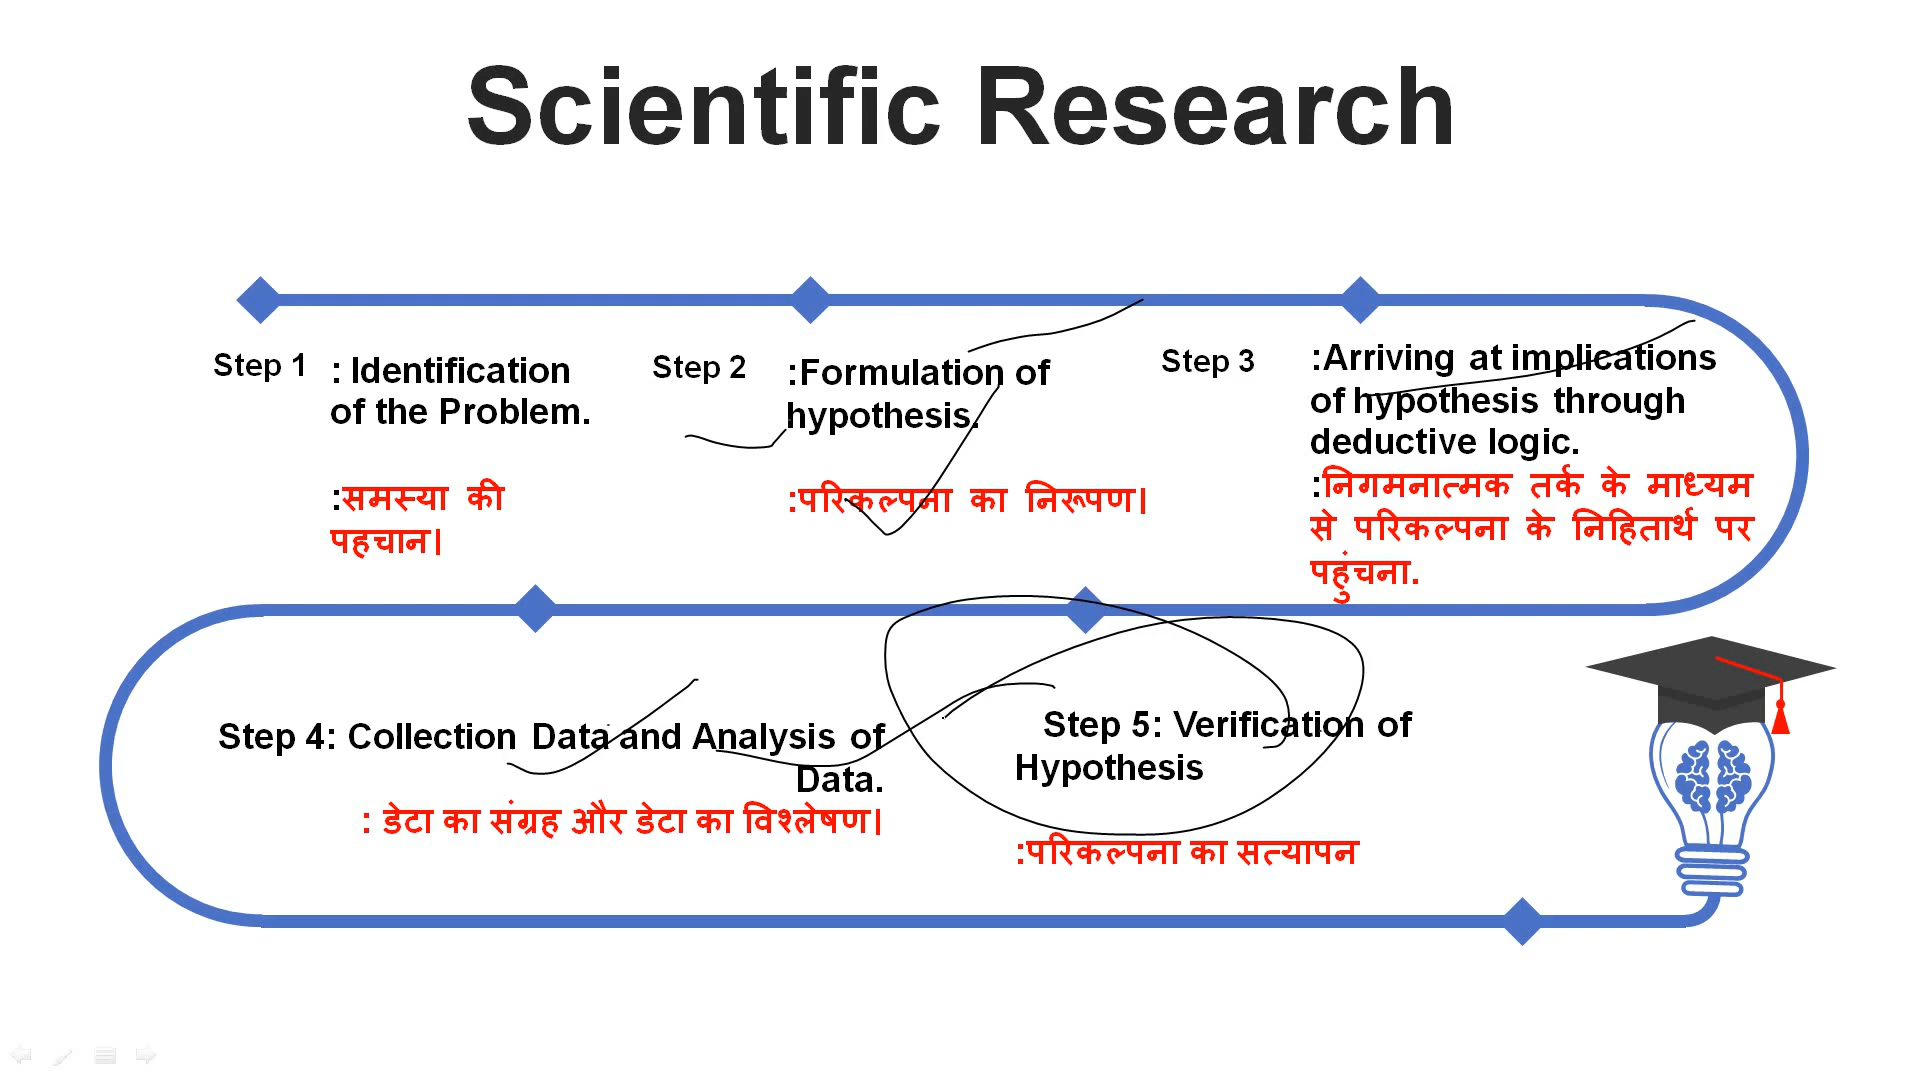 Scientific Research
Step 1
: Identification
of the Problem.
:समस्या की
पहचान।
Step 2
:Formulation of
hypothesis.
:परिकल्पना का निरूपण।
Step 3
:Arriving at implications
of hypothesis through
deductive logic.
:निगमनात्मक तर्क के माध्यम
से परिकल्पना के निहितार्थ पर
पहुंचना.
Step 4: Collection Data and Analysis of
Data.
: डेटा का संग्रह और डेटा का विश्लेषण।
Step 5: Verification of
Hypothesis
:परिकल्पना का सत्यापन